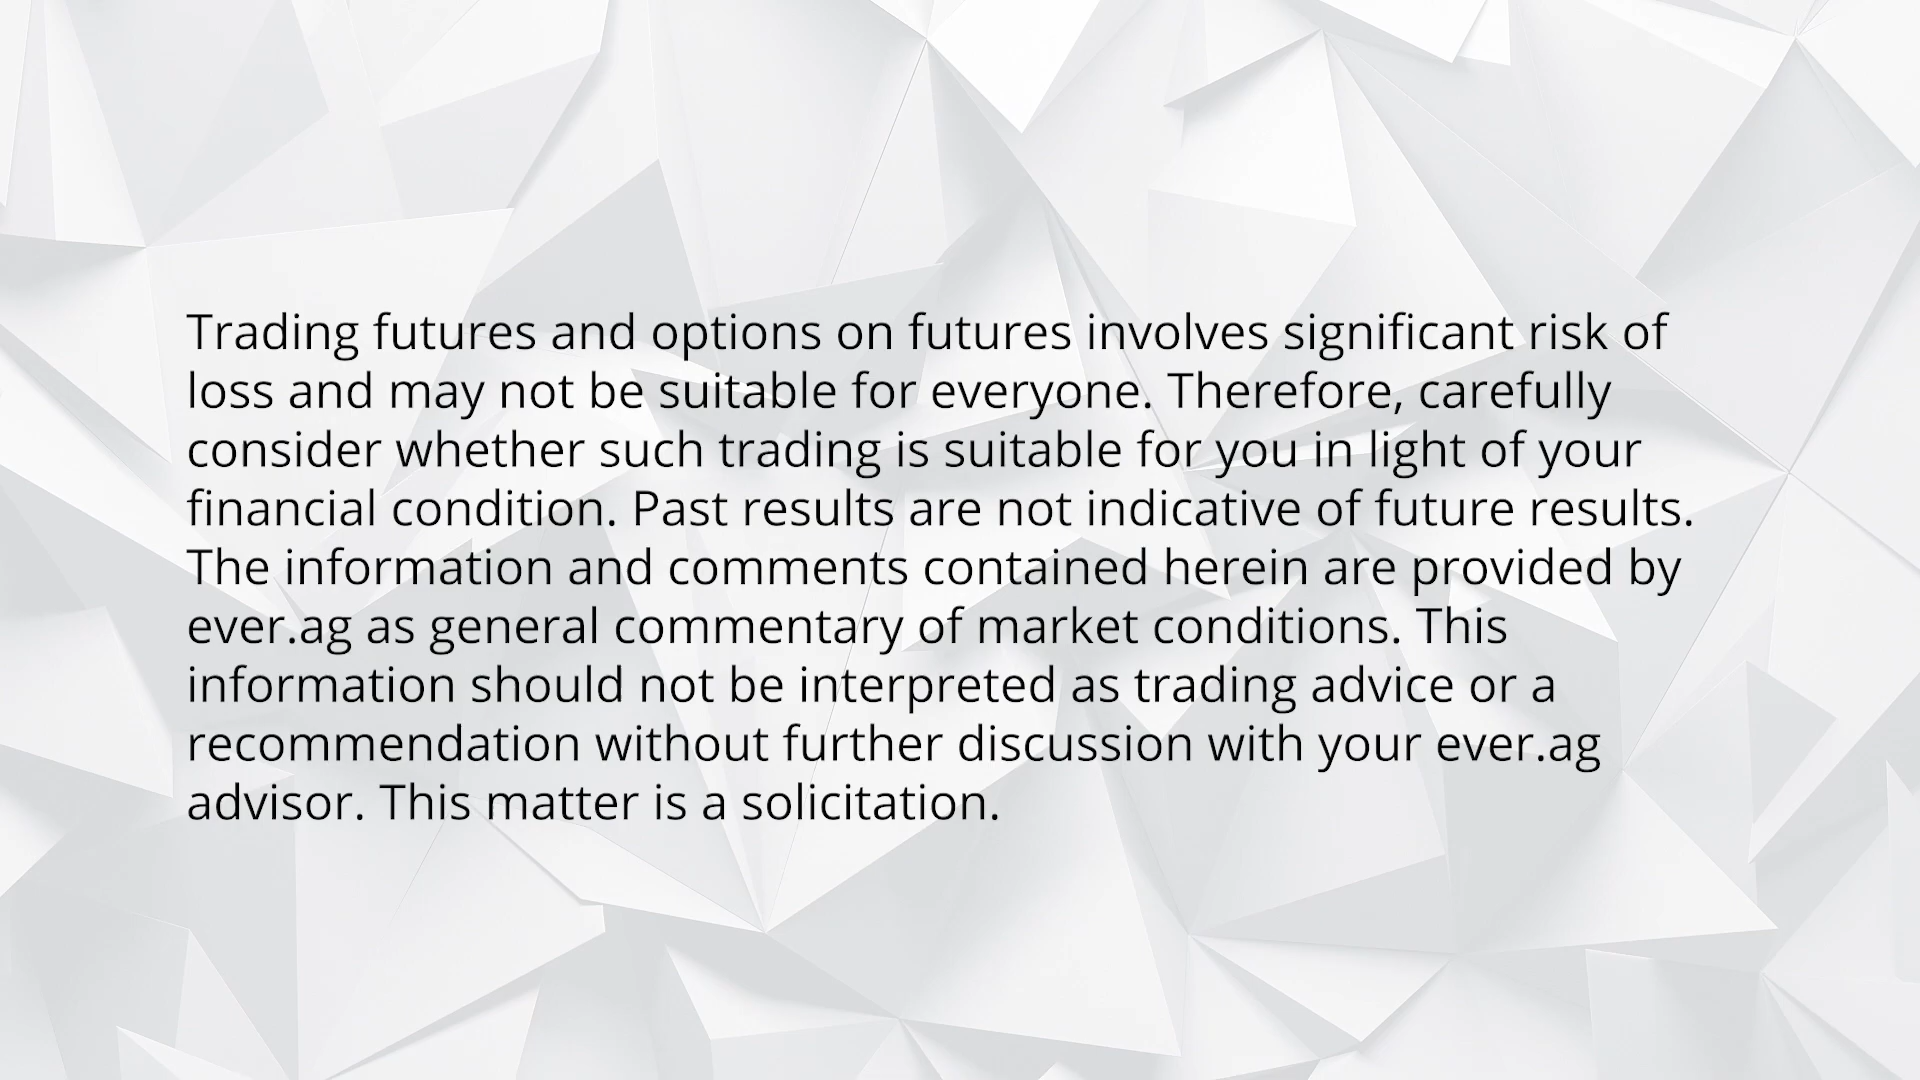 Trading futures and options on futures involves significant risk of
loss and may not be suitable for everyone. Therefore, carefully
consider whether such trading is suitable for you in light of your
financial condition. Past results are not indicative of future results.
The information and comments contained herein are provided by
ever.ag as general commentary of market conditions. This
information should not be interpreted as trading advice or a
recommendation without further discussion with your ever.ag
advisor. This matter is a solicitation.